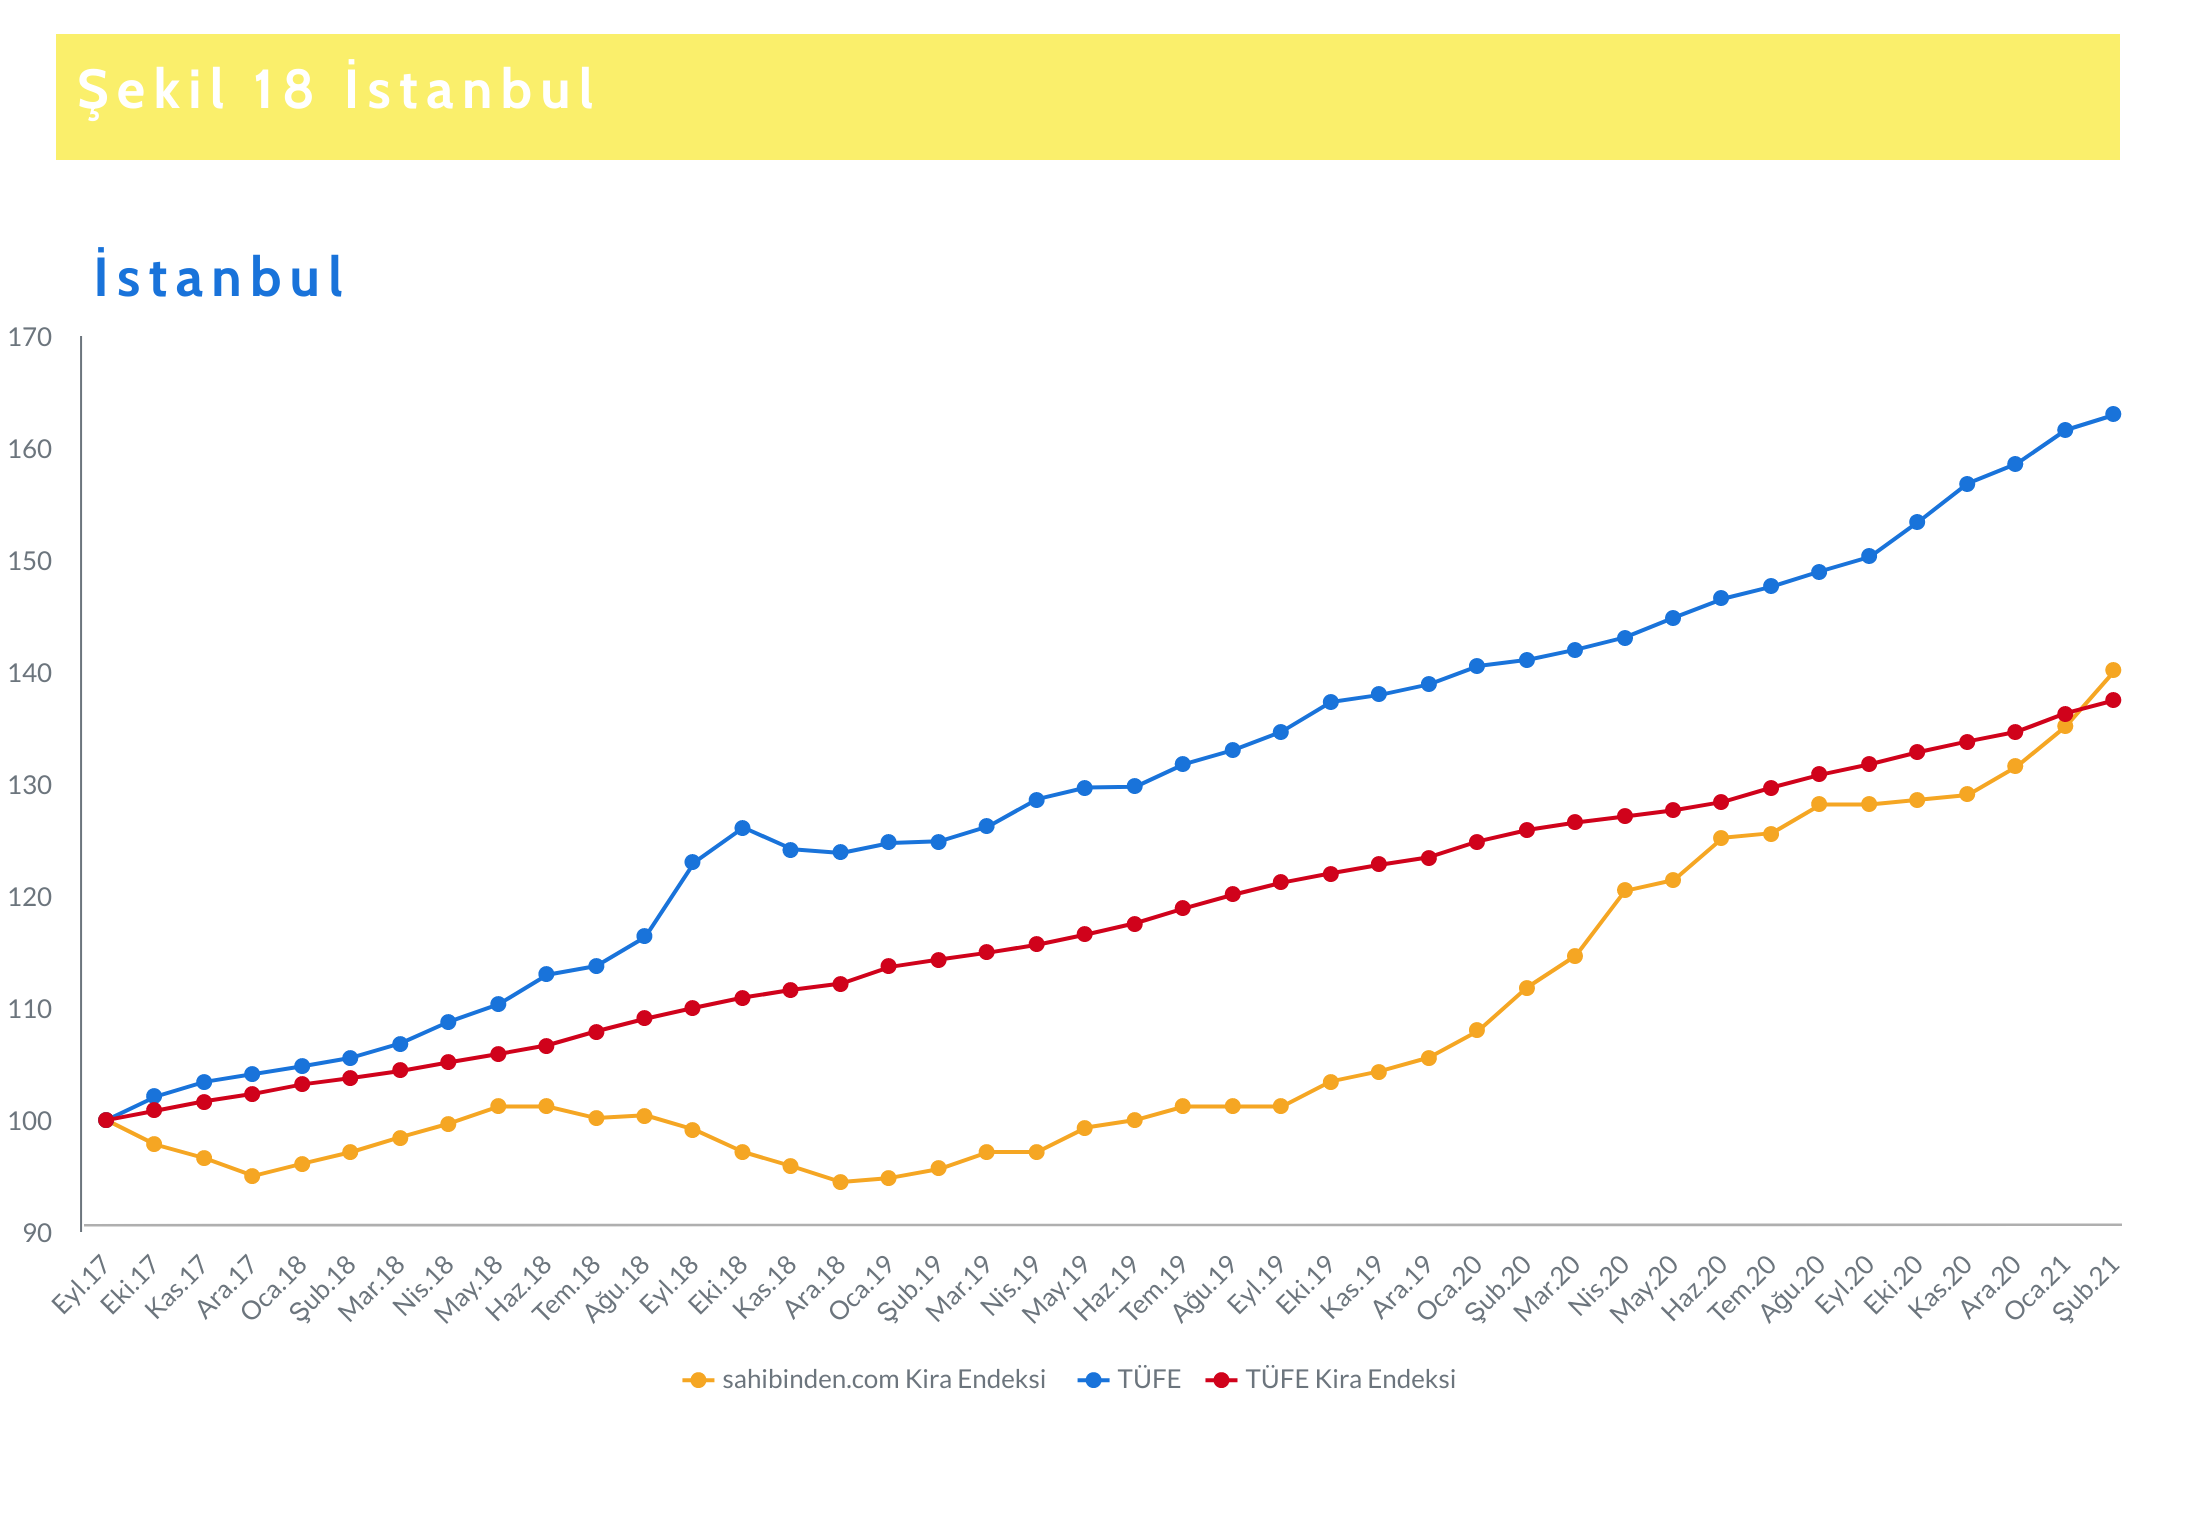 Şekil 18 İstanbul
İstanbul
170
160
150
140
130
120
110
100
90
Eyl.17 Eki.17 Kas.17 Ara.17 Oca.18 Şub.18 Mar.18 Nis.18 May.18 Haz.18 Tem.18 Ağu.18 Eyl.18 Eki.18 Kas.18 Ara.18 Oca.19 Şub.19 Mar.19 Nis.19 May.19 Haz.19 Tem.19 Ağu.19 Eyl.19 Eki.19 Kas.19 Ara.19 Oca.20 Şub.20 Mar.20 Nis.20 May.20 Haz.20 Tem.20 Ağu.20 Eyl.20 Eki.20 Kas.20 Ara.20 Oca.21 Şub.21
sahibinden.com Kira Endeksi TÜFE TÜFE Kira Endeksi